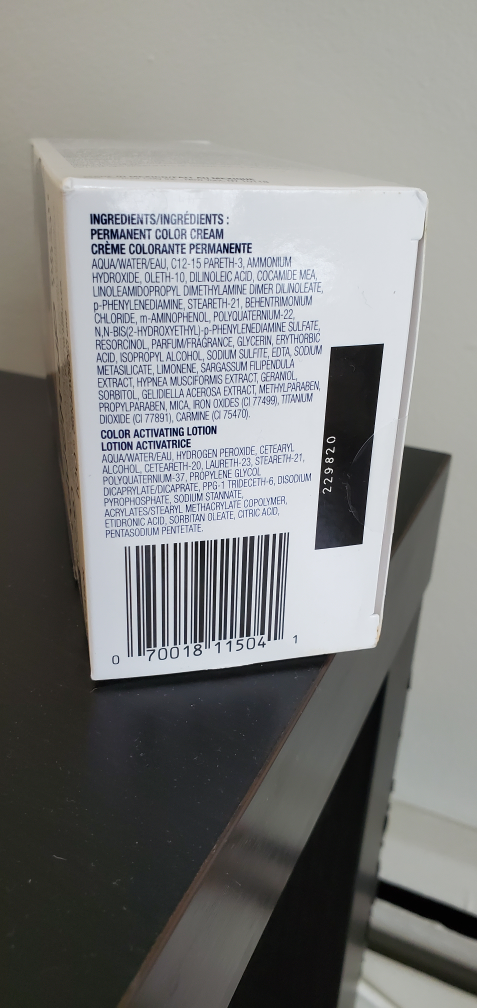 INGREDIENTS/INGRÉDIENTS :
PERMANENT COLOR CREAM
CRÈME COLORANTE PERMANENTE
AQUA/WATER/EAU, C12-15 PARETH-3, AMMONIUM
HYDROXIDE, OLETH-10, DILINOLEIC ACID, COCAMIDE MEA,
LINOLEAMIDOPROPYL DIMETHYLAMINE DIMER DILINOLEATE,
p-PHENYLENEDIAMINE, STEARETH-21, BEHENTRIMONIUM
CHLORIDE, m-AMINOPHENOL, POLYQUATERNIUM-22,
N,N-BIS(2-HYDROXYETHYL)-p-PHENYLENEDIAMINE SULFATE,
RESORCINOL, PARFUM/FRAGRANCE, GLYCERIN, ERYTHORBIC
ACID, ISOPROPYL ALCOHOL, SODIUM SULFITE, EDTA, SODIUM
METASILICATE, LIMONENE, SARGASSUM FILIPENDULA
EXTRACT, HYPNEA MUSCIFORMIS EXTRACT, GERANIOL,
SORBITOL, GELIDIELLA ACEROSA EXTRACT, METHYLPARABEN,
PROPYLPARABEN, MICA, IRON OXIDES (CI 77499), TITANIUM
DIOXIDE (CI 77891), CARMINE (CI 75470).
COLOR ACTIVATING LOTION
LOTION ACTIVATRICE
AQUA/WATER/EAU, HYDROGEN PEROXIDE, CETEARYL
ALCOHOL, CETEARETH-20, LAURETH-23, STEARETH-21,
POLYQUATERNIUM-37, PROPYLENE GLYCOL
DICAPRYLATE/DICAPRATE, PPG-1 TRIDECETH-6, DISODIUM
PYROPHOSPHATE, SODIUM STANNATE,
ACRYLATES/STEARYL METHACRYLATE COPOLYMER,
ETIDRONIC ACID, SORBITAN OLEATE, CITRIC ACID,
PENTASODIUM PENTETATE.
229820
0 70018 11504 1